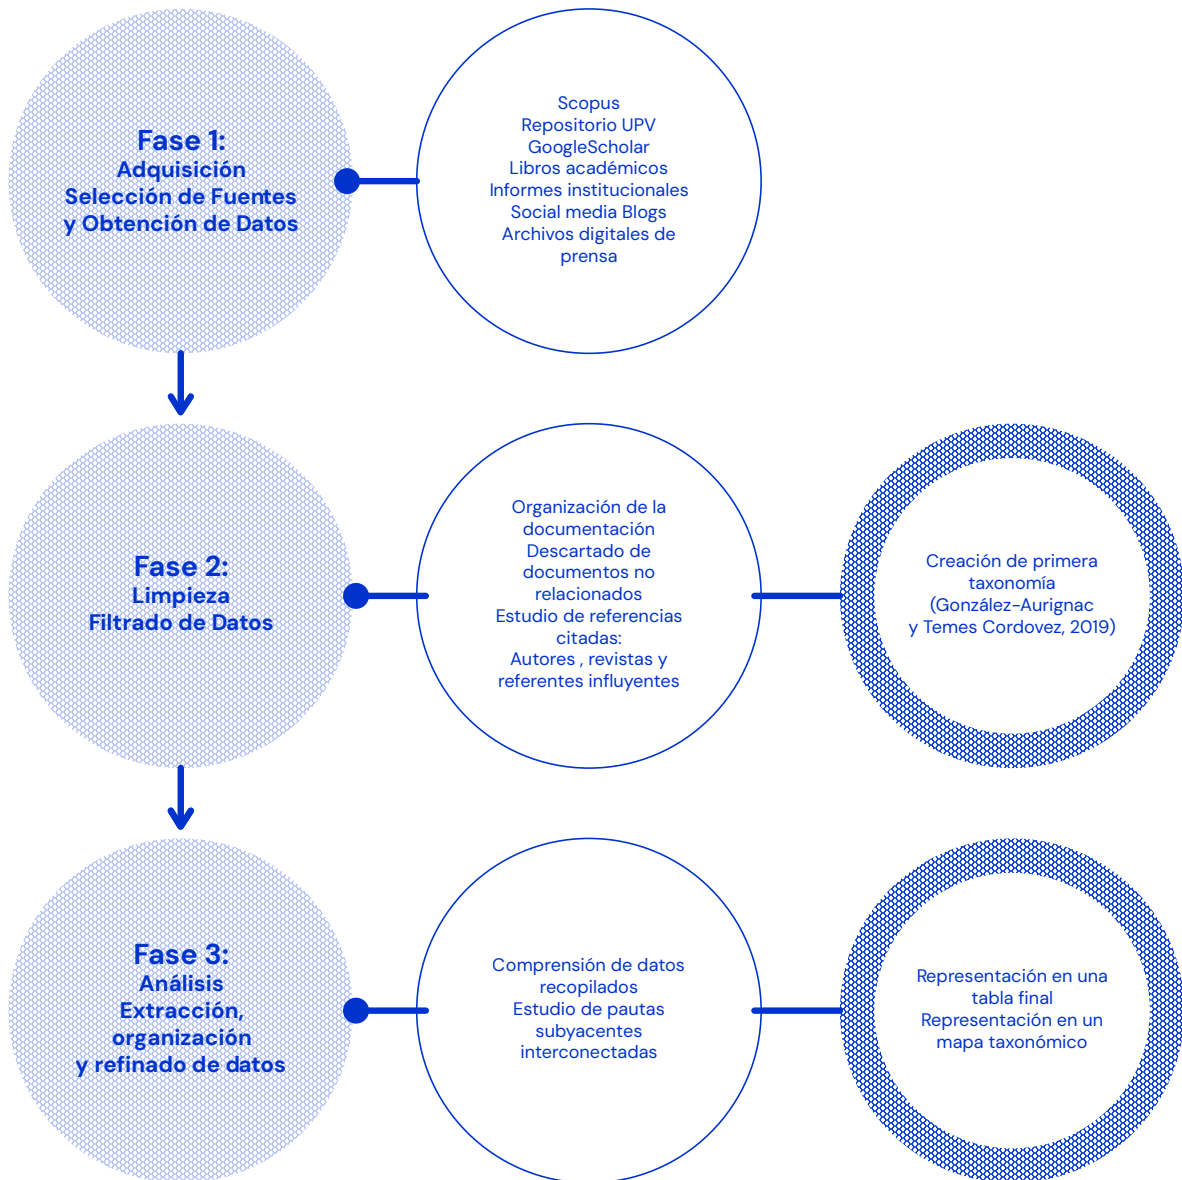 Fase 1:
Adquisición
Selección de Fuentes
y Obtención de Datos
Scopus
Repositorio UPV
GoogleScholar
Libros académicos
Informes institucionales
Social media Blogs
Archivos digitales de
prensa
Fase 2:
Limpieza
Filtrado de Datos
Organización de la
documentación
Descartado de
documentos no
relacionados
Estudio de referencias
citadas:
Autores , revistas y
referentes influyentes
Creación de primera
taxonomía
(González-Aurignac
y Temes Cordovez, 2019)
Fase 3:
Análisis
Extracción,
organización
y refinado de datos
Comprensión de datos
recopilados
Estudio de pautas
subyacentes
interconectadas
Representación en una
tabla final
Representación en un
mapa taxonómico